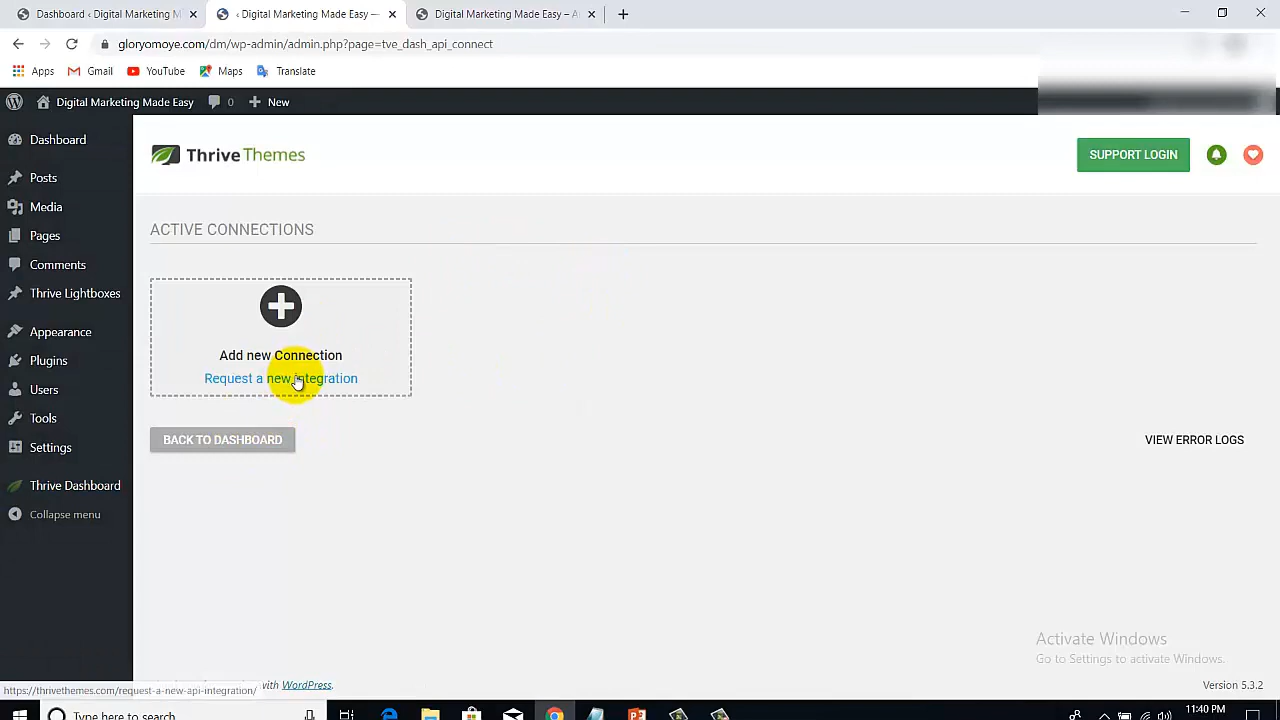 Dashboard ‹ Digital Marketing M
‹ Digital Marketing Made Easy —
Digital Marketing Made Easy – A
gloryomoye.com/dm/wp-admin/admin.php?page=tve_dash_api_connect
Apps Gmail YouTube Maps Translate
Digital Marketing Made Easy 0 New
Dashboard
Posts
Media
Pages
Comments
Thrive Lightboxes
Appearance
Plugins
Users
Tools
Settings
Thrive Dashboard
Collapse menu
Thrive Themes
SUPPORT LOGIN
ACTIVE CONNECTIONS
Add new Connection
Request a new integration
BACK TO DASHBOARD
VIEW ERROR LOGS
Activate Windows
Go to Settings to activate Windows.
https://thrivethemes.com/request-a-new-api-integration/
with WordPress.
Version 5.3.2
Type here to search
11:40 PM